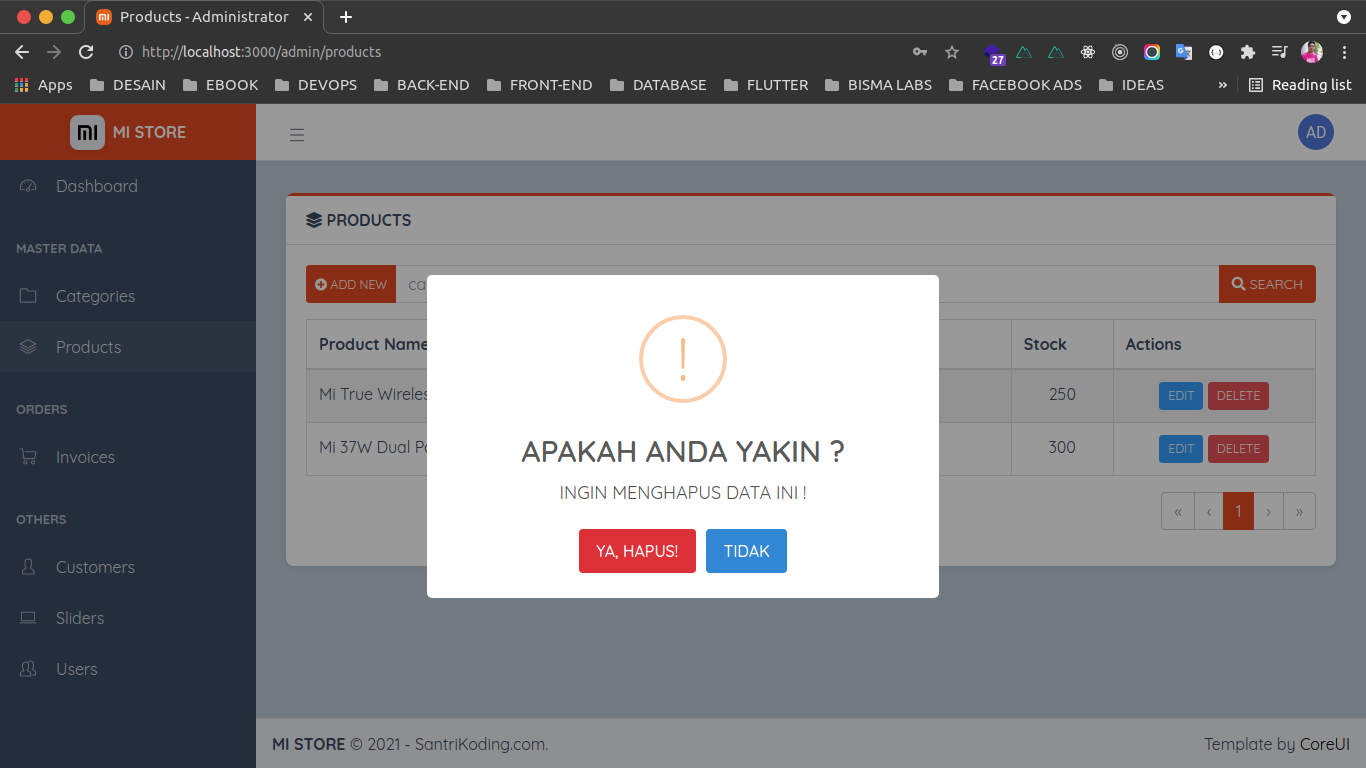 Products - Administrator
http://localhost:3000/admin/products
27
Apps DESAIN EBOOK DEVOPS BACK-END FRONT-END DATABASE FLUTTER BISMA LABS FACEBOOK ADS IDEAS » Reading list
MI STORE
AD
Dashboard
MASTER DATA
Categories
Products
ORDERS
Invoices
OTHERS
Customers
Sliders
Users
PRODUCTS
ADD NEW
SEARCH
Product Name Stock Actions
Mi True 250 EDIT DELETE
Mi 37W Dual 300 EDIT DELETE
« ‹ 1 › »
!
APAKAH ANDA YAKIN ?
INGIN MENGHAPUS DATA INI !
YA, HAPUS! TIDAK
MI STORE © 2021 - SantriKoding.com.
Template by CoreUI